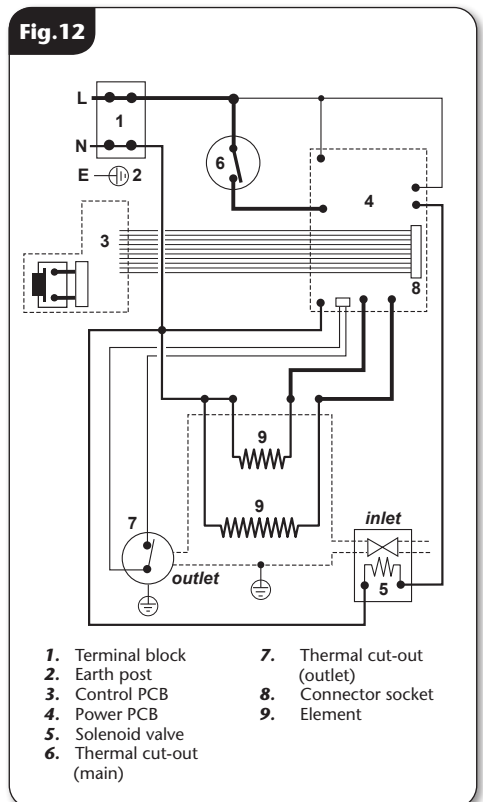 Fig.12
L
1
N
6
E
2
4
3
8
9
9
7
inlet
outlet
5
1. Terminal block
2. Earth post
3. Control PCB
4. Power PCB
5. Solenoid valve
6. Thermal cut-out
(main)
7. Thermal cut-out
(outlet)
8. Connector socket
9. Element